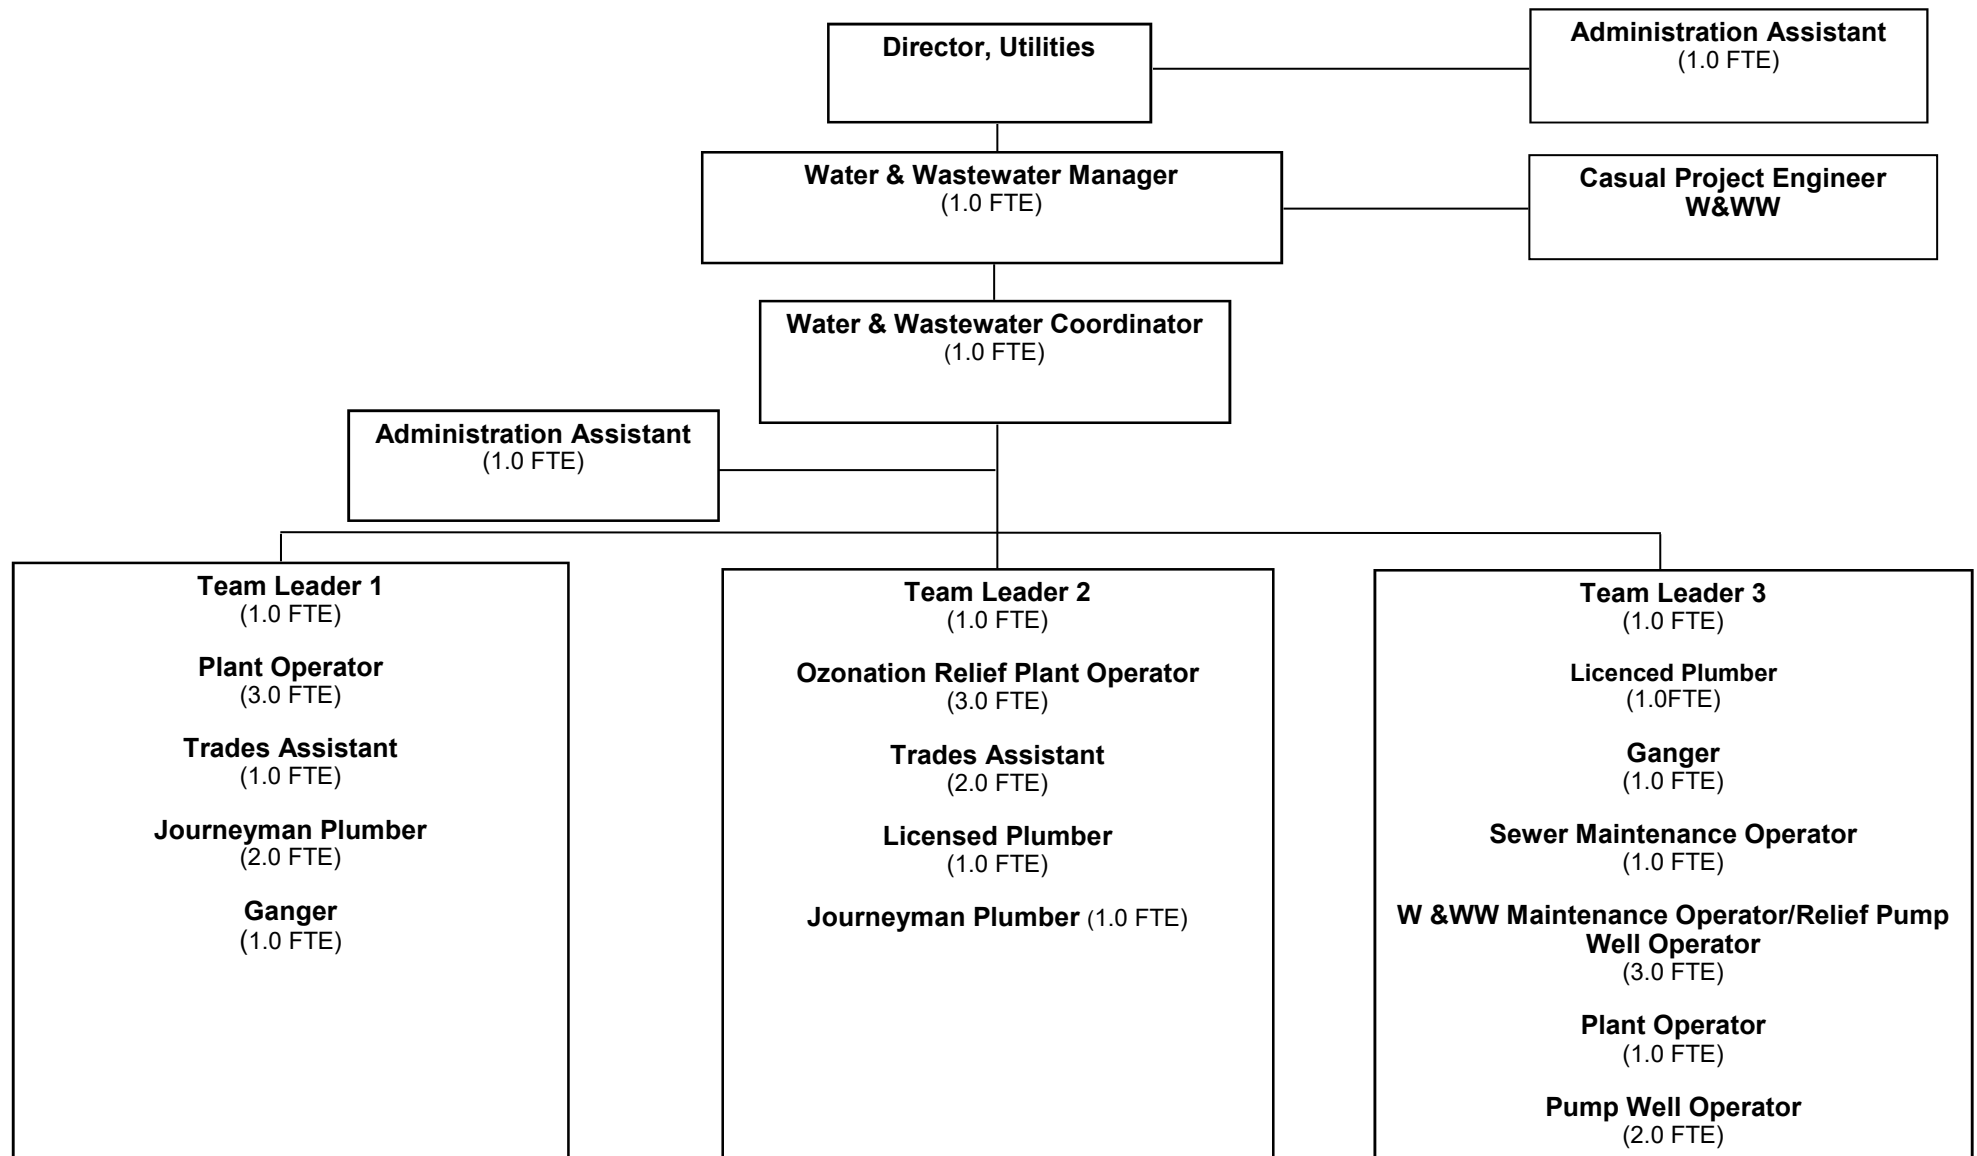 Director, Utilities
Administration Assistant
(1.0 FTE)
Water & Wastewater Manager
(1.0 FTE)
Casual Project Engineer
W&WW
Water & Wastewater Coordinator
(1.0 FTE)
Administration Assistant
(1.0 FTE)
Team Leader 1
(1.0 FTE)
Plant Operator
(3.0 FTE)
Trades Assistant
(1.0 FTE)
Journeyman Plumber
(2.0 FTE)
Ganger
(1.0 FTE)
Team Leader 2
(1.0 FTE)
Ozonation Relief Plant Operator
(3.0 FTE)
Trades Assistant
(2.0 FTE)
Licensed Plumber
(1.0 FTE)
Journeyman Plumber (1.0 FTE)
Team Leader 3
(1.0 FTE)
Licenced Plumber
(1.0FTE)
Ganger
(1.0 FTE)
Sewer Maintenance Operator
(1.0 FTE)
W &WW Maintenance Operator/Relief Pump
Well Operator
(3.0 FTE)
Plant Operator
(1.0 FTE)
Pump Well Operator
(2.0 FTE)